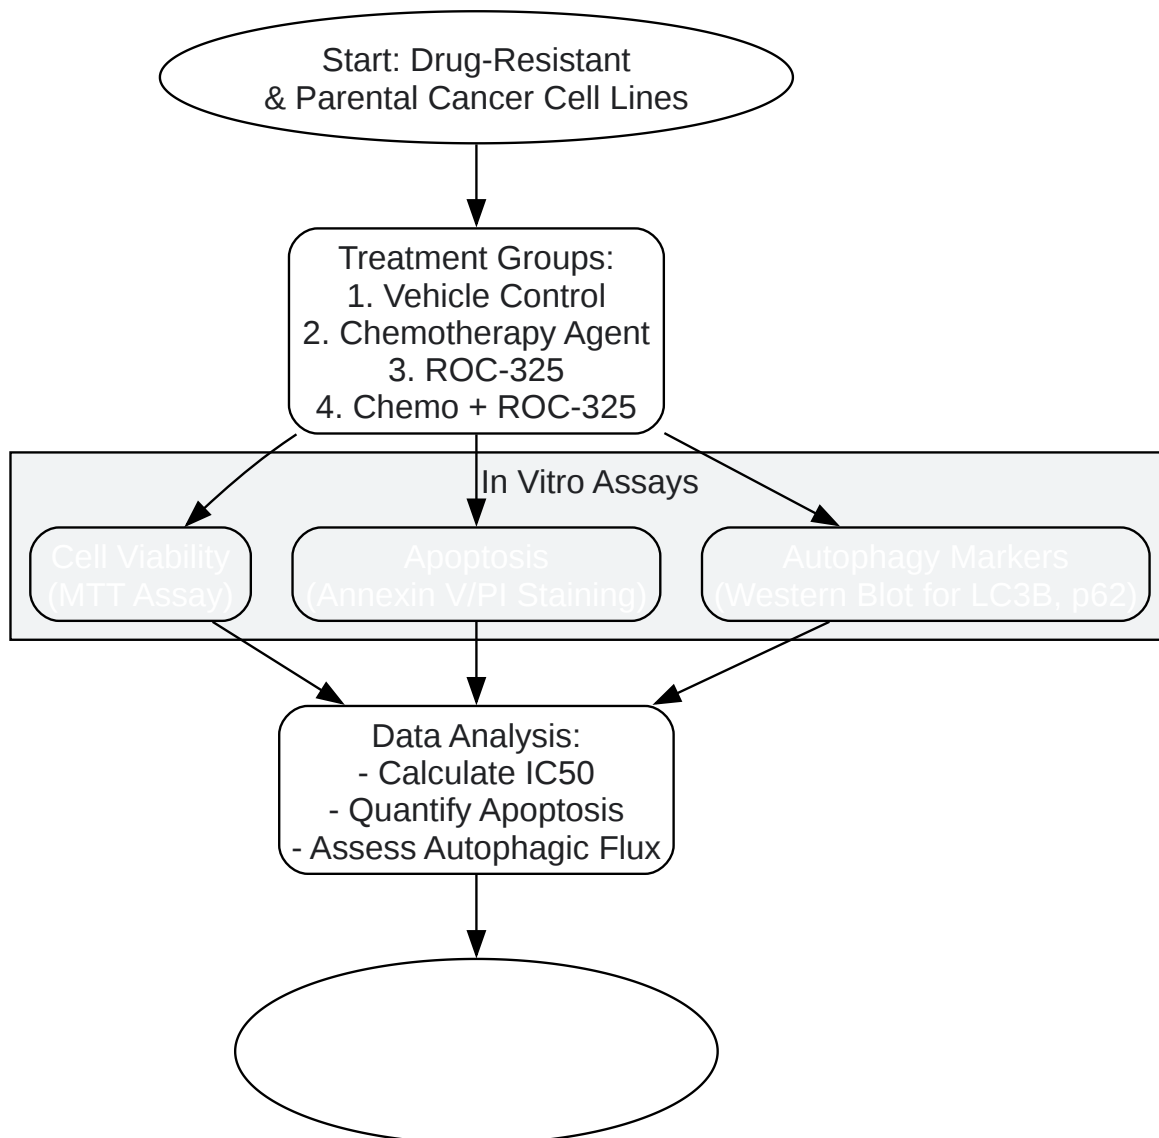 Start: Drug-Resistant
& Parental Cancer Cell Lines
Treatment Groups:
1. Vehicle Control
2. Chemotherapy Agent
3. ROC-325
4. Chemo + ROC-325
In Vitro Assays
Cell Viability
(MTT Assay)
Apoptosis
(Annexin V/PI Staining)
Autophagy Markers
(Western Blot for LC3B, p62)
Data Analysis:
- Calculate IC50
- Quantify Apoptosis
- Assess Autophagic Flux